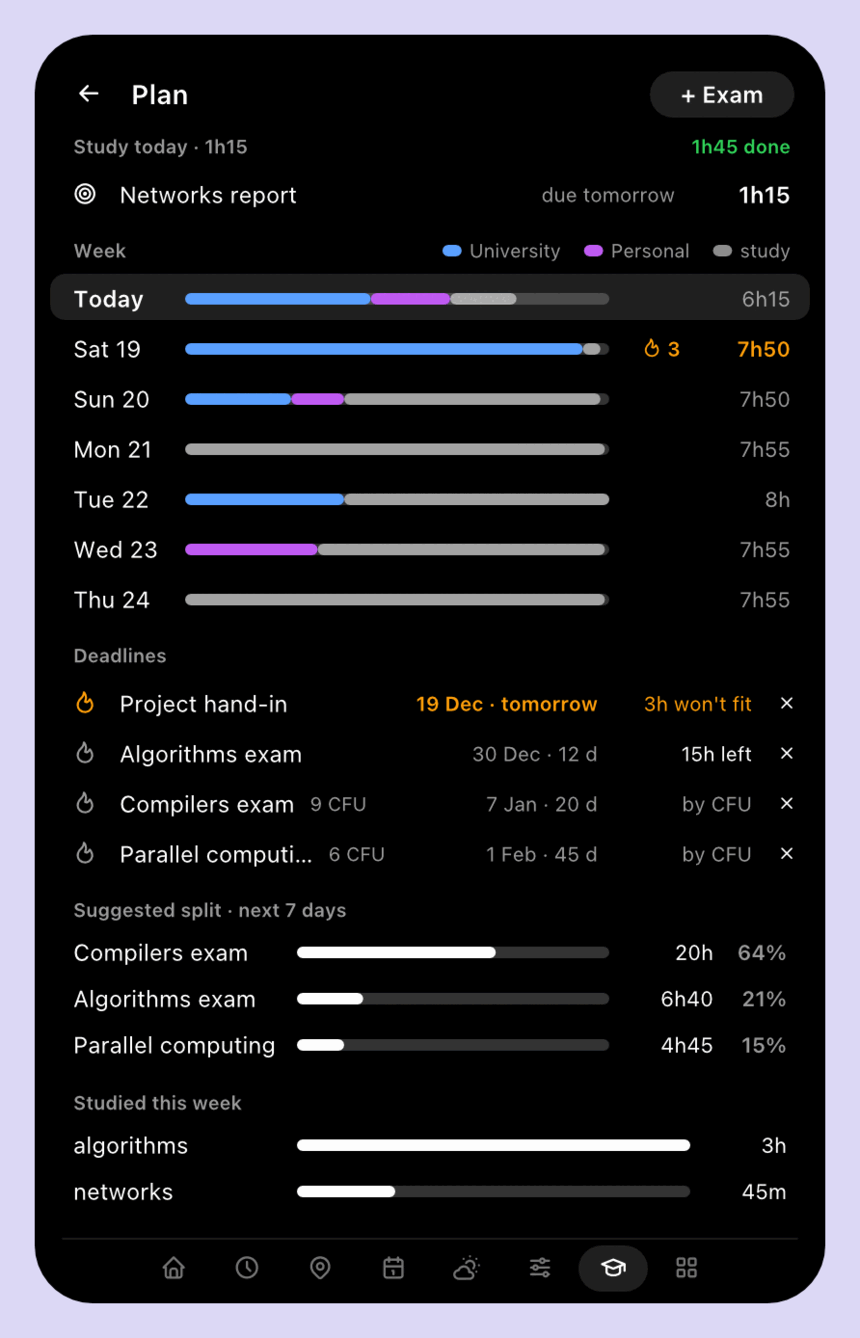 Plan + Exam
Study today · 1h15 1h45 done
Networks report due tomorrow 1h15
Week University Personal study
Today 6h15
Sat 19 3 7h50
Sun 20 7h50
Mon 21 7h55
Tue 22 8h
Wed 23 7h55
Thu 24 7h55
Deadlines
Project hand-in 19 Dec · tomorrow 3h won't fit ×
Algorithms exam 30 Dec · 12 d 15h left ×
Compilers exam 9 CFU 7 Jan · 20 d by CFU ×
Parallel computi... 6 CFU 1 Feb · 45 d by CFU ×
Suggested split · next 7 days
Compilers exam 20h 64%
Algorithms exam 6h40 21%
Parallel computing 4h45 15%
Studied this week
algorithms 3h
networks 45m